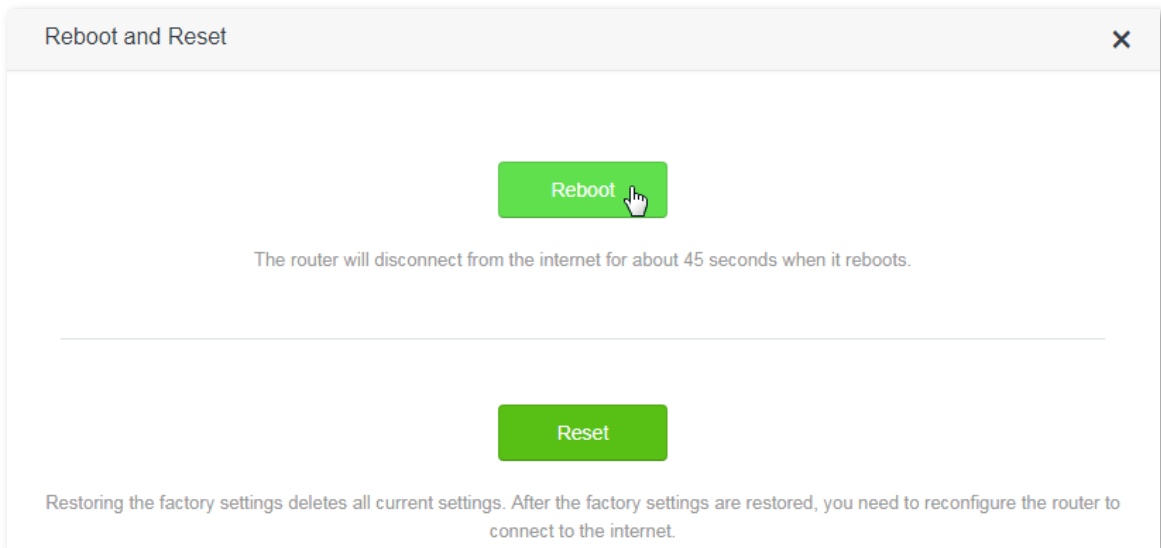 Reboot and Reset
Reboot
The router will disconnect from the internet for about 45 seconds when it reboots.
Reset
Restoring the factory settings deletes all current settings. After the factory settings are restored, you need to reconfigure the router to
connect to the internet.